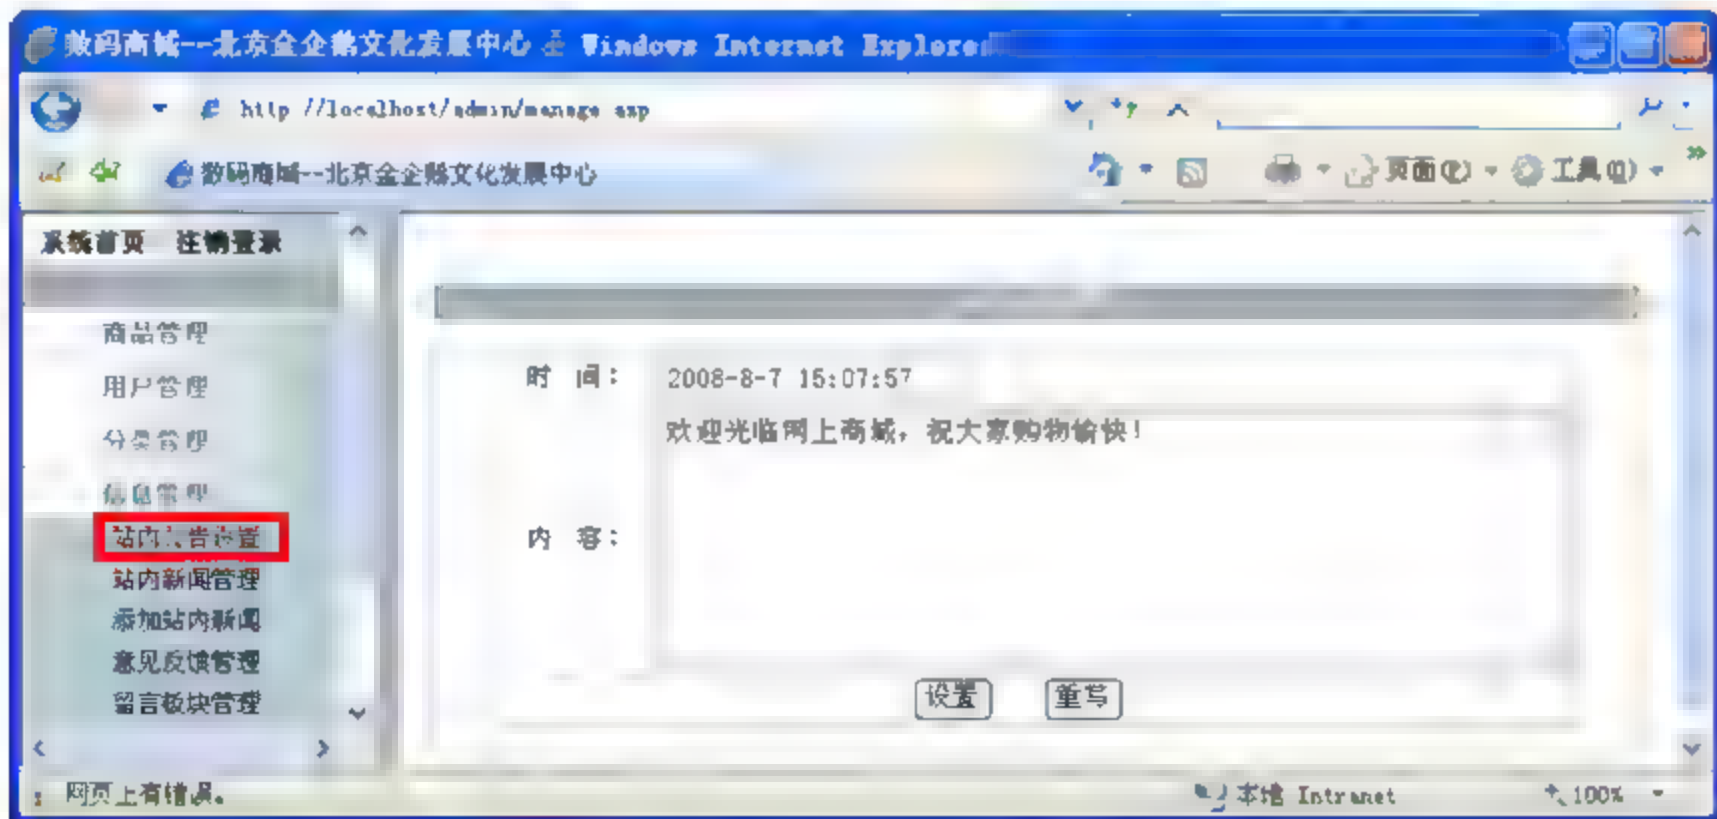 数码商城--北京金企鹅文化发展中心 - Windows Internet Explorer
http://localhost/admin/manage.asp
数码商城--北京金企鹅文化发展中心
页面(P) 工具(O)
系统首页 注销登录
商品管理
用户管理
分类管理
信息管理
站内公告设置
站内新闻管理
添加站内新闻
意见反馈管理
留言板块管理
时 间： 2008-8-7 15:07:57
欢迎光临网上商城，祝大家购物愉快！
内 容：
设置 重写
网页上有错误。
本地 Intranet
100%